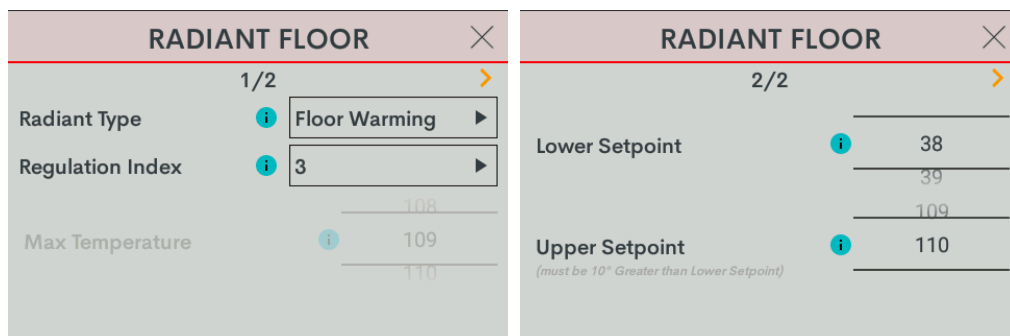 RADIANT FLOOR
1/2
Radiant Type
i
Floor Warming
Regulation Index
i
3
108
Max Temperature
i
109
110
RADIANT FLOOR
2/2
Lower Setpoint
i
38
39
109
Upper Setpoint
i
110
(must be 10° Greater than Lower Setpoint)